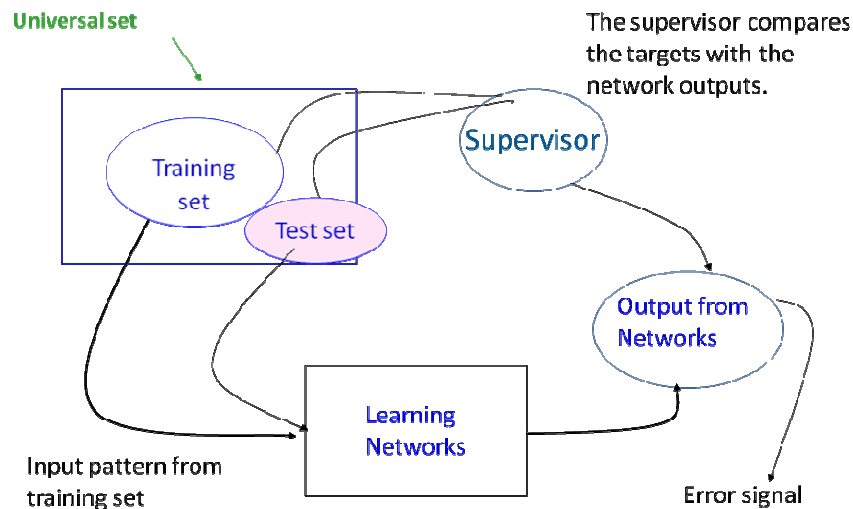 Universal set
The supervisor compares
the targets with the
network outputs.
Supervisor
Training
set
Test set
Output from
Networks
Learning
Networks
Input pattern from
training set
Error signal